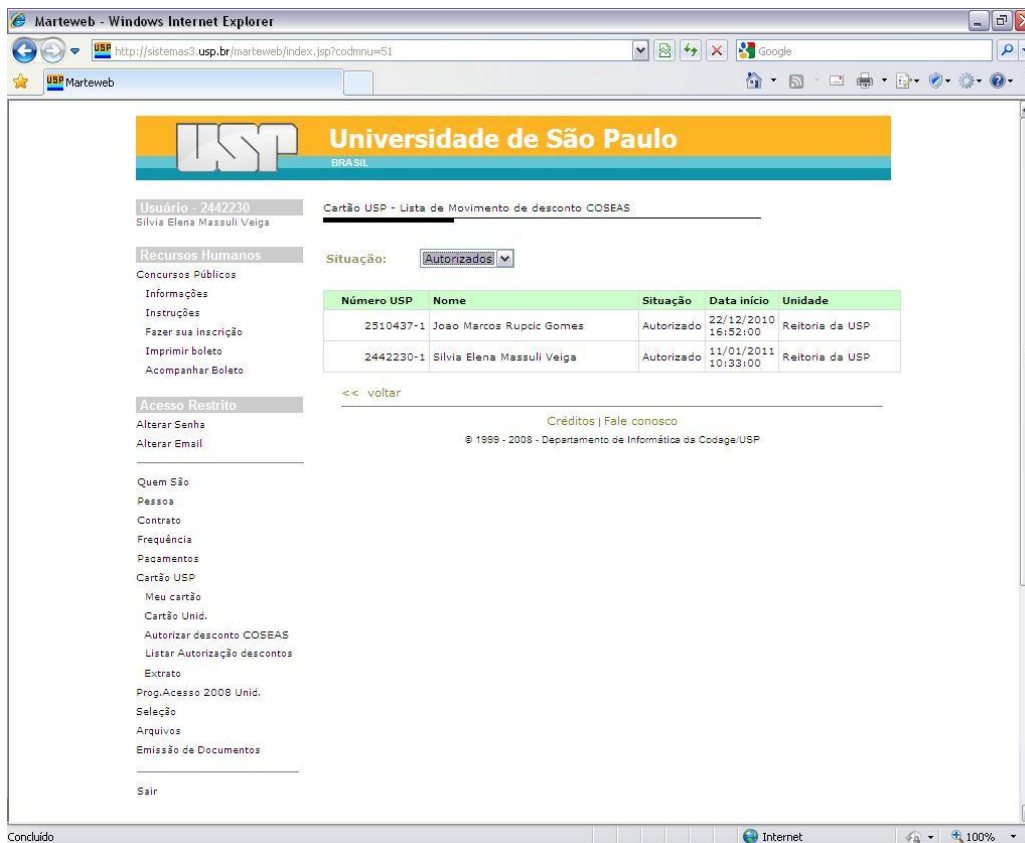 Marteweb - Windows Internet Explorer
USP http://sistemas3.usp.br/marteweb/index.jsp?codmnu=51
Google
USP Marteweb
USP
Universidade de São Paulo
BRASIL
Usuário - 2442230
Silvia Elena Massuli Veiga
Cartão USP - Lista de Movimento de desconto COSEAS
Recursos Humanos
Concursos Públicos
Informações
Instruções
Fazer sua inscrição
Imprimir boleto
Acompanhar Boleto
Acesso Restrito
Alterar Senha
Alterar Email
Quem São
Pessoa
Contrato
Frequência
Pagamentos
Cartão USP
Meu cartão
Cartão Unid.
Autorizar desconto COSEAS
Listar Autorização descontos
Extrato
Prog.Acesso 2008 Unid.
Seleção
Arquivos
Emissão de Documentos
Sair
Situação: Autorizados
Número USP Nome Situação Data início Unidade
2510437-1 Joao Marcos Rupcic Gomes Autorizado 22/12/2010 16:52:00 Reitoria da USP
2442230-1 Silvia Elena Massuli Veiga Autorizado 11/01/2011 10:33:00 Reitoria da USP
<< voltar
Créditos | Fale conosco
© 1999 - 2008 - Departamento de Informática da Codage/USP
Concluído
Internet
100%